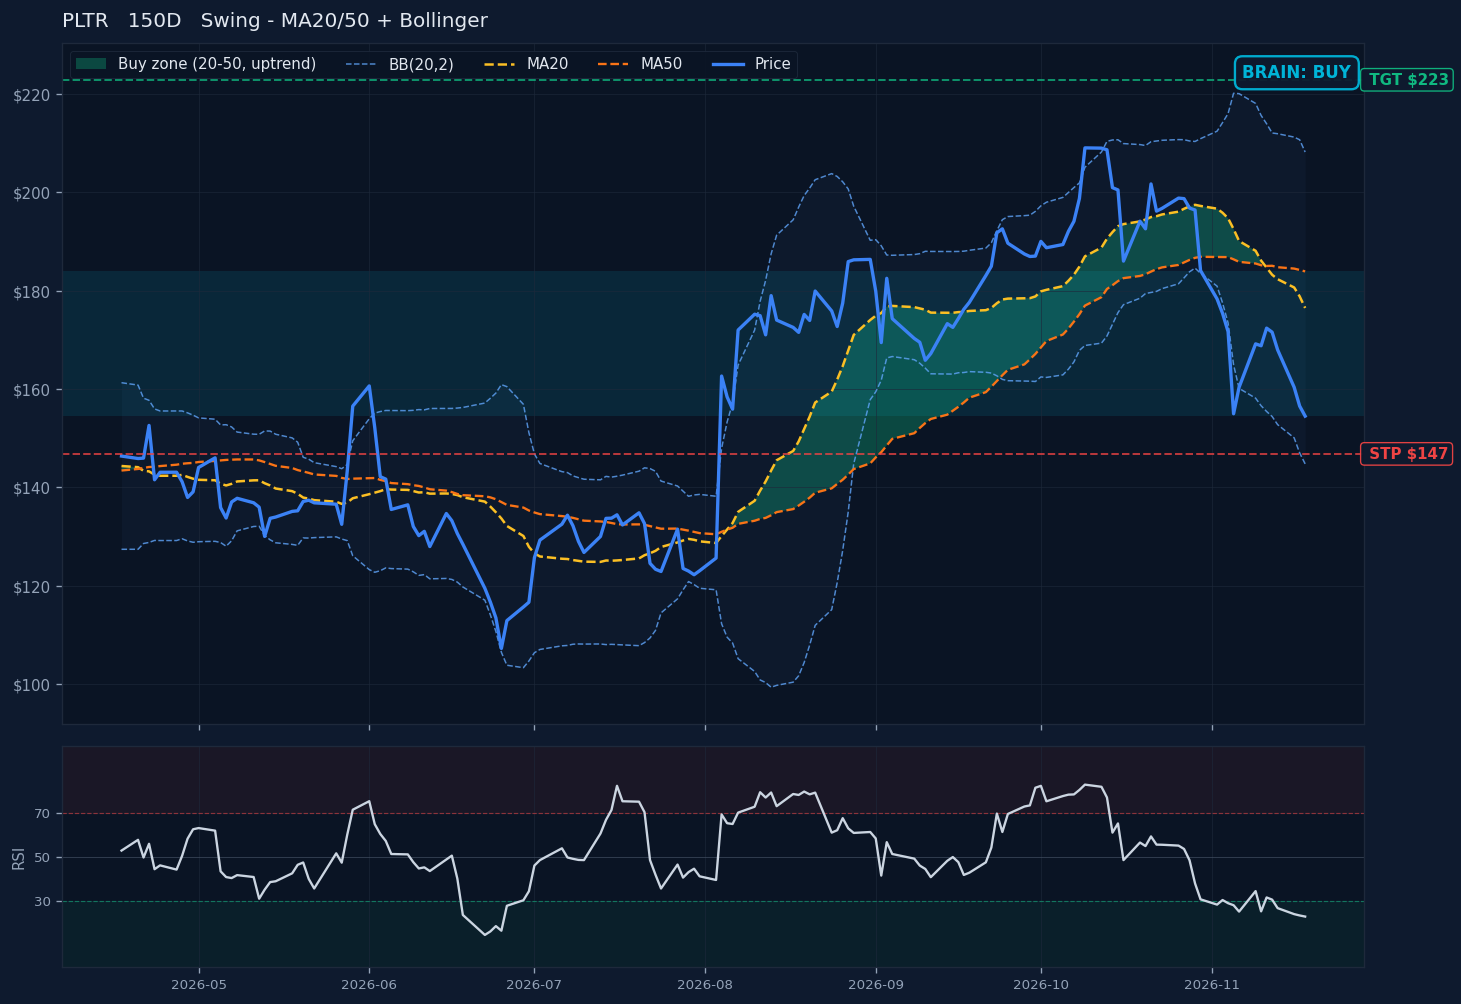 PLTR 150D Swing - MA20/50 + Bollinger
Buy zone (20-50, uptrend) BB(20,2) MA20 MA50 Price
BRAIN: BUY
TGT $223
$220
$200
$180
$160
STP $147
$140
$120
$100
RSI
70
50
30
2026-05 2026-06 2026-07 2026-08 2026-09 2026-10 2026-11